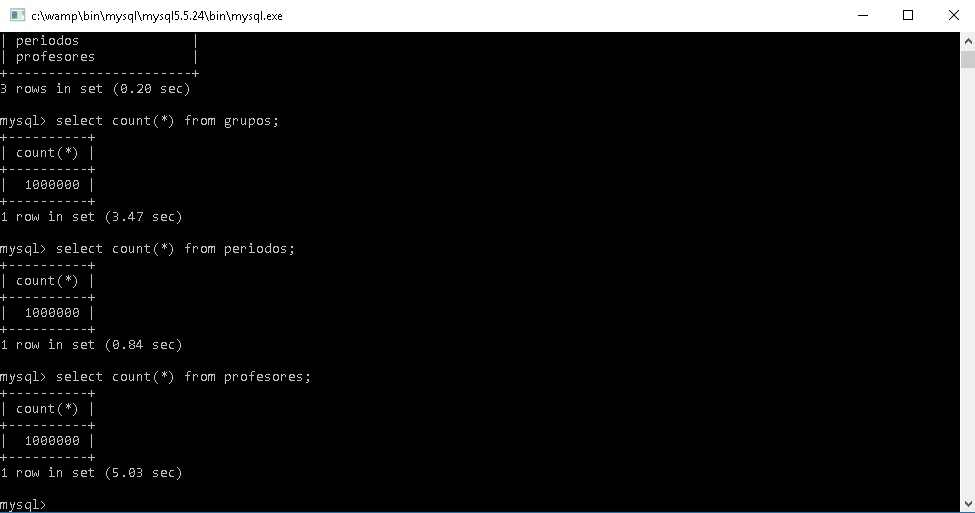 c:\wamp\bin\mysql\mysql5.5.24\bin\mysql.exe
| periodos              |
| profesores            |
+-----------------------+
3 rows in set (0.20 sec)
mysql> select count(*) from grupos;
+----------+
| count(*) |
+----------+
|  1000000 |
+----------+
1 row in set (3.47 sec)
mysql> select count(*) from periodos;
+----------+
| count(*) |
+----------+
|  1000000 |
+----------+
1 row in set (0.84 sec)
mysql> select count(*) from profesores;
+----------+
| count(*) |
+----------+
|  1000000 |
+----------+
1 row in set (5.03 sec)
mysql>